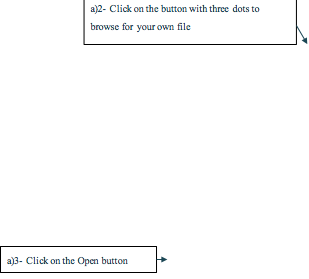 a)2- Click on the button with three dots to
browse for your own file
a)3- Click on the Open button